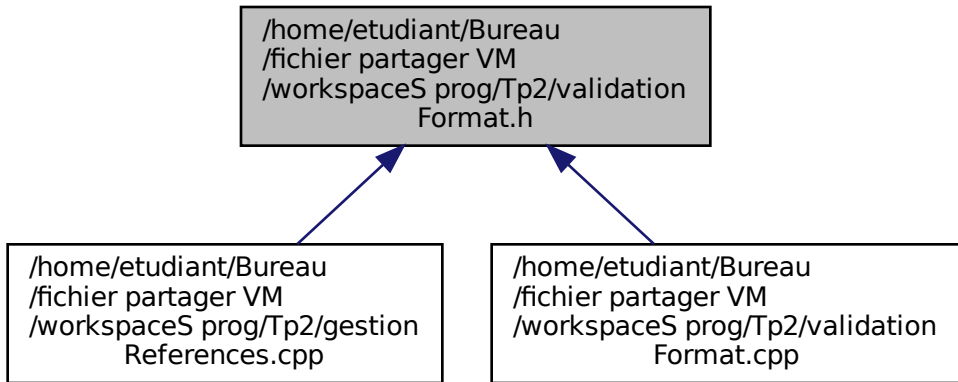 /home/etudiant/Bureau
/fichier partager VM
/workspaceS prog/Tp2/validation
Format.h
/home/etudiant/Bureau
/fichier partager VM
/workspaceS prog/Tp2/gestion
References.cpp
/home/etudiant/Bureau
/fichier partager VM
/workspaceS prog/Tp2/validation
Format.cpp